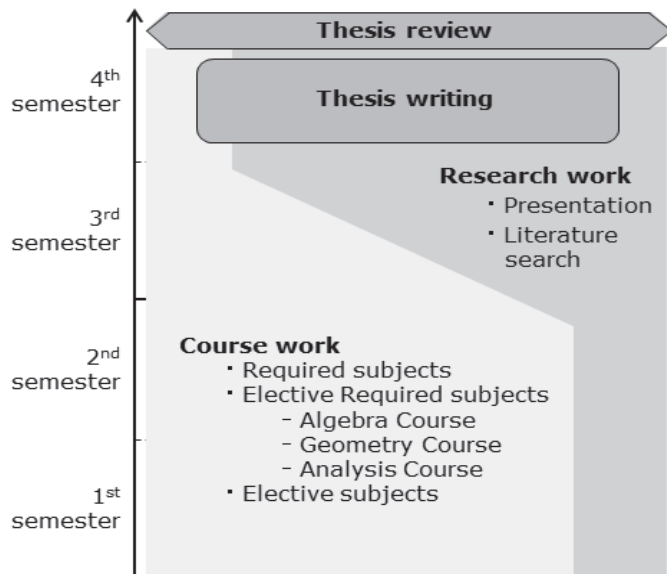 Thesis review
4th
semester
Thesis writing
Research work
· Presentation
· Literature
search
3rd
semester
Course work
· Required subjects
· Elective Required subjects
- Algebra Course
- Geometry Course
- Analysis Course
· Elective subjects
2nd
semester
1st
semester